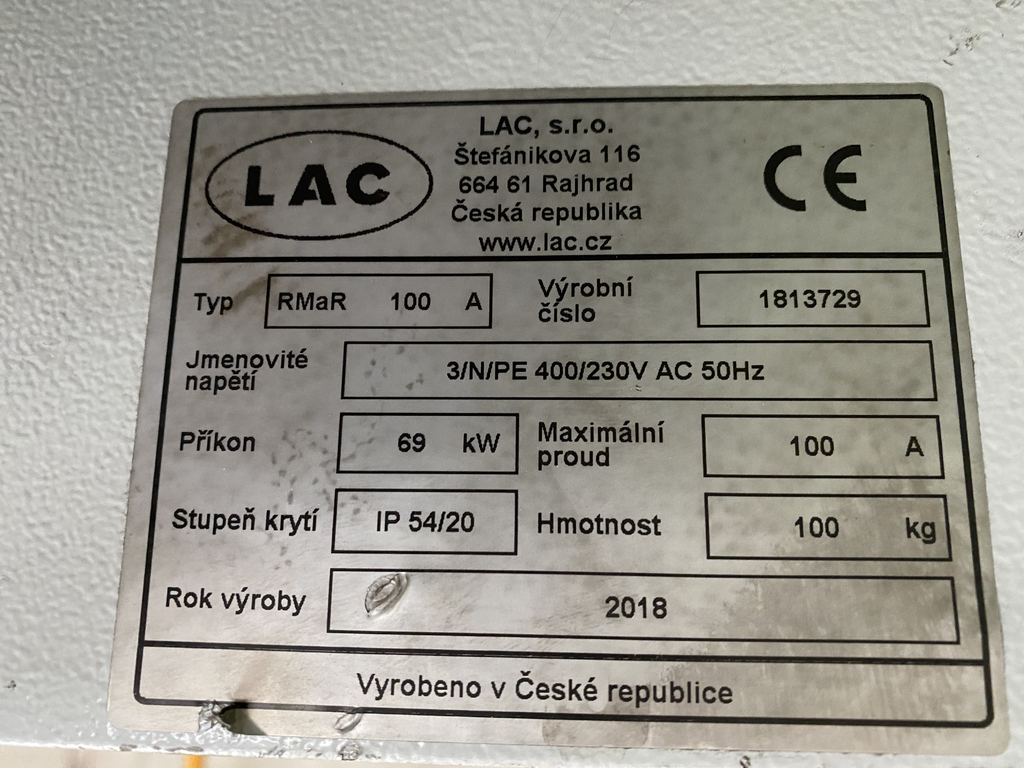 LAC
LAC, s.r.o.
Štefánikova 116
664 61 Rajhrad
Česká republika
www.lac.cz
CE
Typ RMaR 100 A
Výrobní číslo 1813729
Jmenovité napětí 3/N/PE 400/230V AC 50Hz
Příkon 69 kW
Maximální proud 100 A
Stupeň krytí IP 54/20
Hmotnost 100 kg
Rok výroby 2018
Vyrobeno v České republice